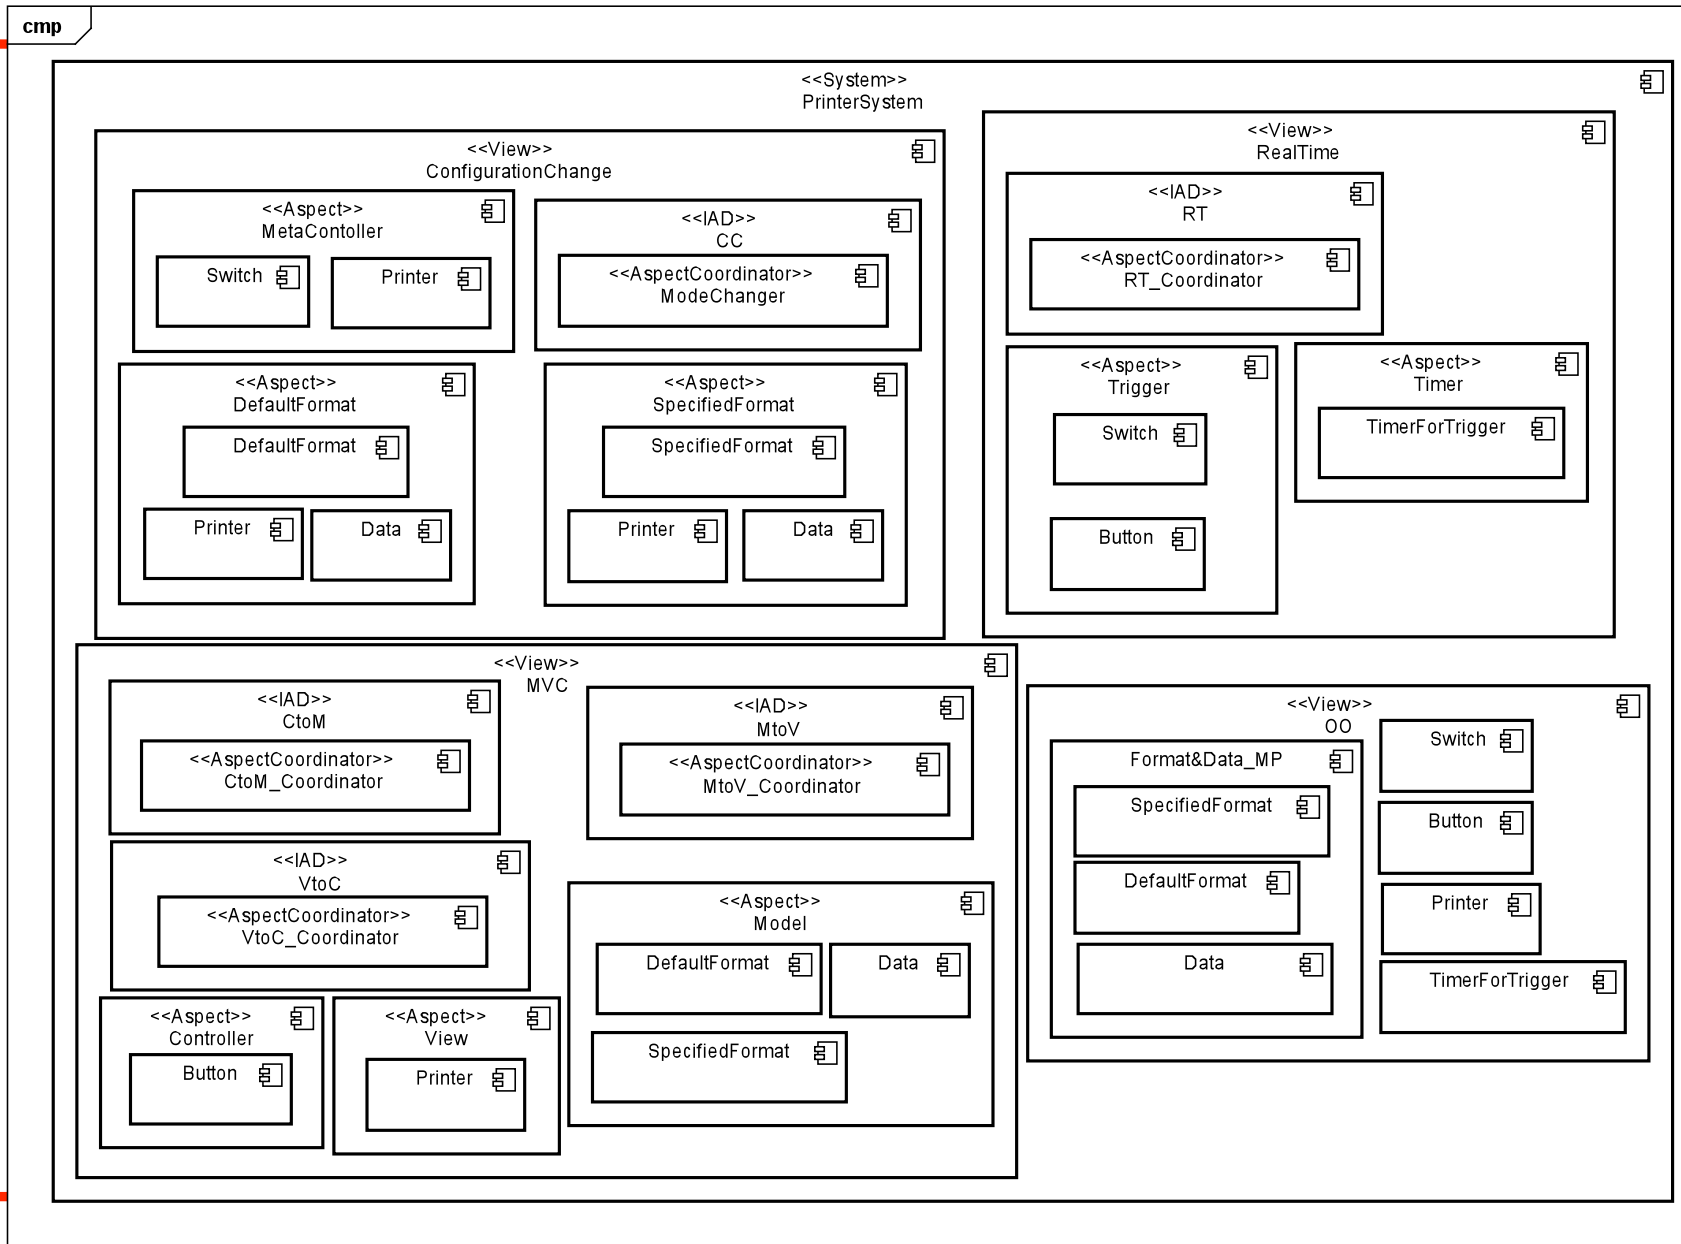 cmp
<<System>>
PrinterSystem
<<View>>
ConfigurationChange
<<Aspect>>
MetaContoller
Switch
Printer
<<IAD>>
CC
<<AspectCoordinator>>
ModeChanger
<<Aspect>>
DefaultFormat
DefaultFormat
Printer
Data
<<Aspect>>
SpecifiedFormat
SpecifiedFormat
Printer
Data
<<View>>
RealTime
<<IAD>>
RT
<<AspectCoordinator>>
RT_Coordinator
<<Aspect>>
Trigger
Switch
Button
<<Aspect>>
Timer
TimerForTrigger
<<View>>
MVC
<<IAD>>
CtoM
<<AspectCoordinator>>
CtoM_Coordinator
<<IAD>>
MtoV
<<AspectCoordinator>>
MtoV_Coordinator
<<IAD>>
VtoC
<<AspectCoordinator>>
VtoC_Coordinator
<<Aspect>>
Controller
Button
<<Aspect>>
View
Printer
<<Aspect>>
Model
DefaultFormat
Data
SpecifiedFormat
<<View>>
OO
Format&Data_MP
SpecifiedFormat
DefaultFormat
Data
Switch
Button
Printer
TimerForTrigger